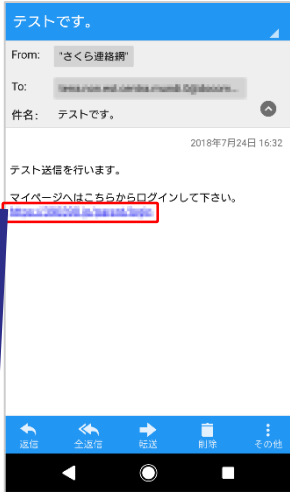 テストです。
From: "さくら連絡網"
To:
件名: テストです。
2018年7月24日 16:32
テスト送信を行います。
マイページへはこちらからログインして下さい。
返信 全返信 転送 削除 その他